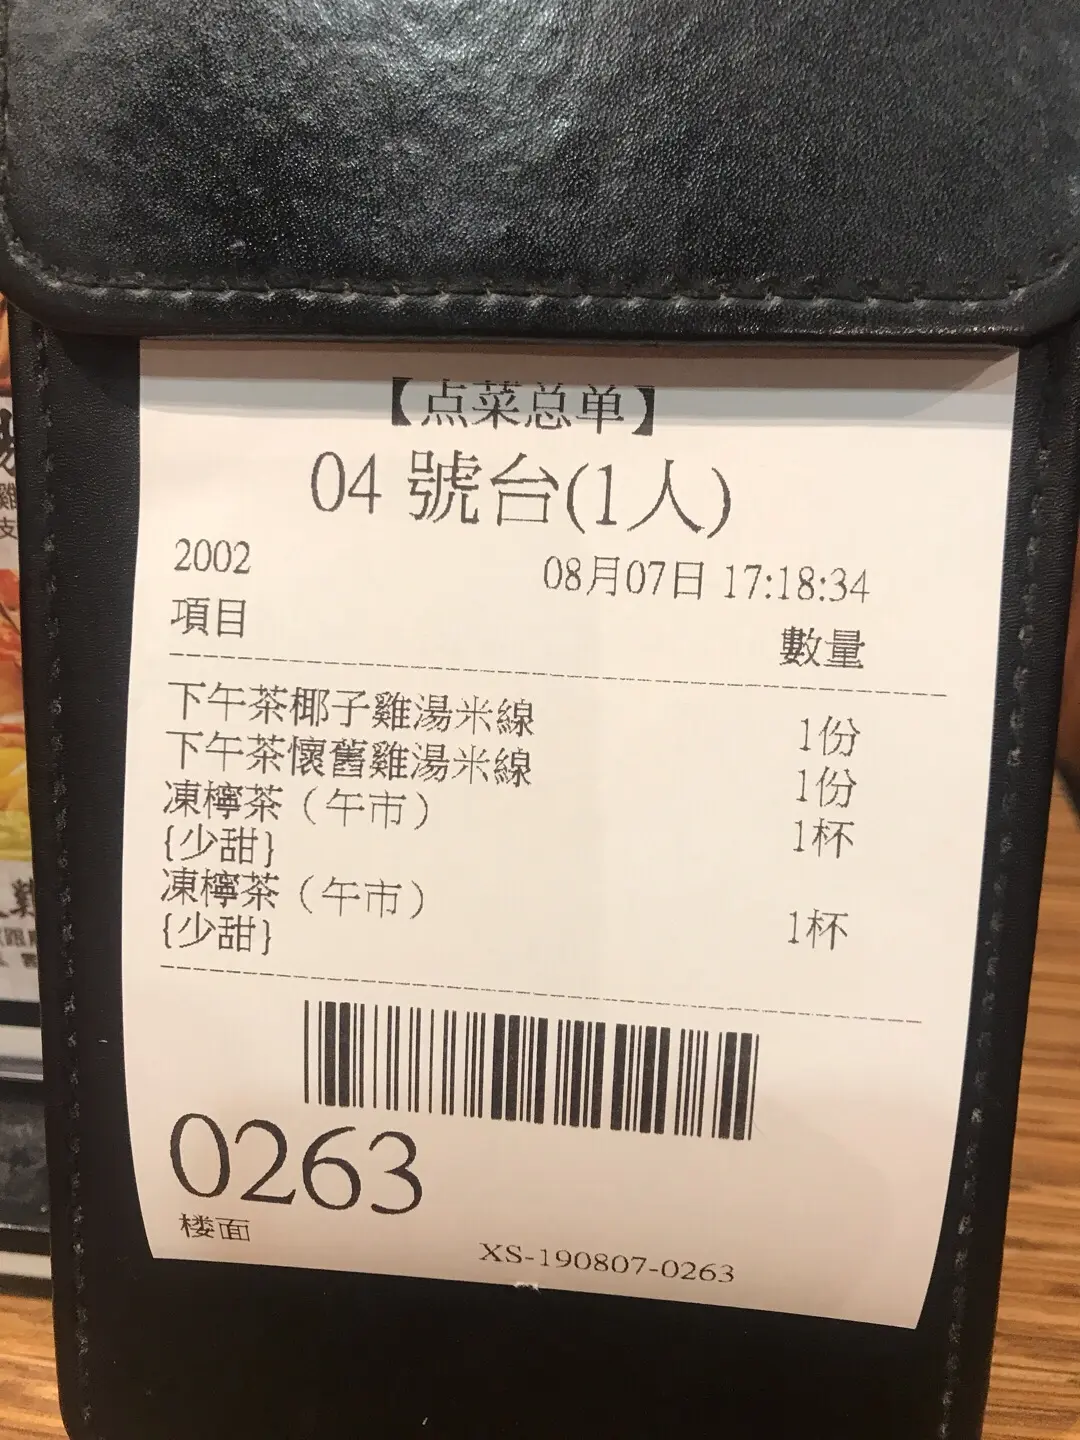 【点菜总单】
04 號台(1人)
2002 08月07日 17:18:34
項目 數量
下午茶椰子雞湯米線 1份
下午茶懷舊雞湯米線 1份
凍檸茶（午市） 1杯
{少甜}
凍檸茶（午市） 1杯
{少甜}
0263
楼面
XS-190807-0263